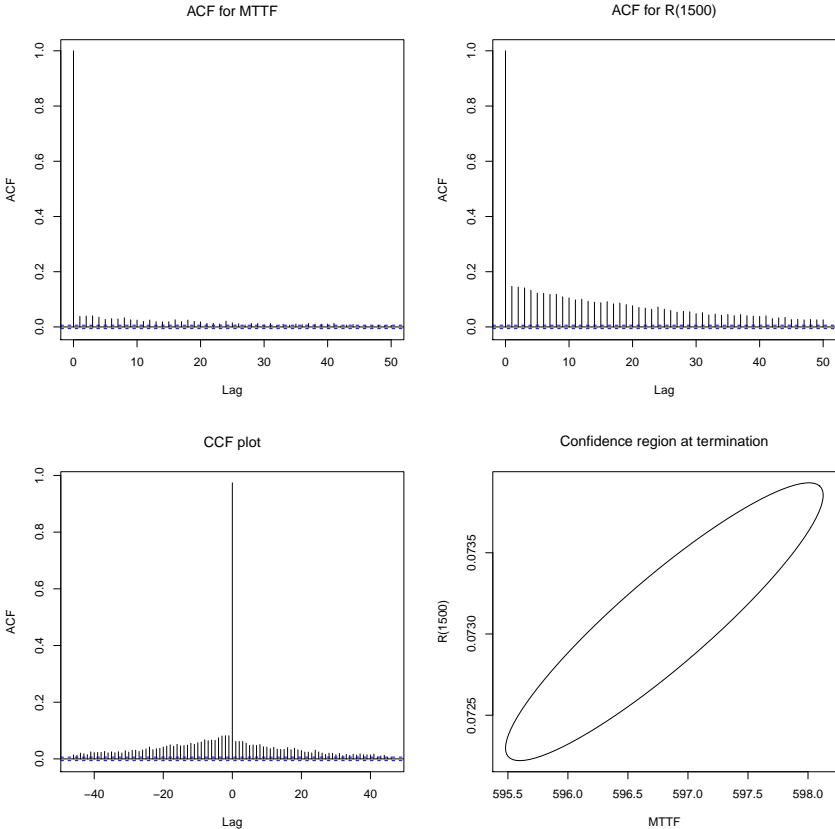 ACF for MTTF
ACF
0.0 0.2 0.4 0.6 0.8 1.0
0 10 20 30 40 50
Lag
ACF for R(1500)
ACF
0.0 0.2 0.4 0.6 0.8 1.0
0 10 20 30 40 50
Lag
CCF plot
ACF
0.0 0.2 0.4 0.6 0.8 1.0
−40 −20 0 20 40
Lag
Confidence region at termination
R(1500)
0.0725 0.0730 0.0735
595.5 596.0 596.5 597.0 597.5 598.0
MTTF